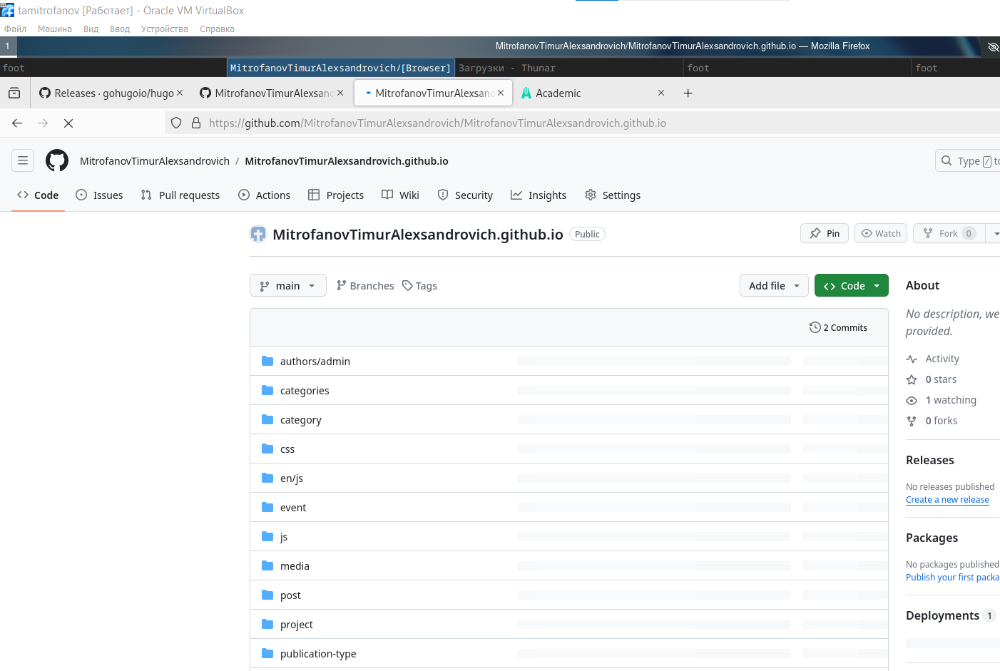 tamitrofanov [Работает] - Oracle VM VirtualBox
Файл Машина Вид Ввод Устройства Справка
1 MitrofanovTimurAlexsandrovich/MitrofanovTimurAlexsandrovich.github.io — Mozilla Firefox
foot MitrofanovTimurAlexsandrovich/[Browser] Загрузки - Thunar foot foot
Releases · gohugoio/hugo MitrofanovTimurAlexsand MitrofanovTimurAlexsand Academic
https://github.com/MitrofanovTimurAlexsandrovich/MitrofanovTimurAlexsandrovich.github.io
MitrofanovTimurAlexsandrovich / MitrofanovTimurAlexsandrovich.github.io Type / to
Code Issues Pull requests Actions Projects Wiki Security Insights Settings
MitrofanovTimurAlexsandrovich.github.io Public Pin Watch Fork 0
main Branches Tags Add file Code About
No description, we
provided.
2 Commits
authors/admin
Activity
0 stars
categories
1 watching
category
0 forks
css
Releases
en/js
No releases published
Create a new release
event
js
Packages
media
No packages published
Publish your first packa
post
project
Deployments 1
publication-type